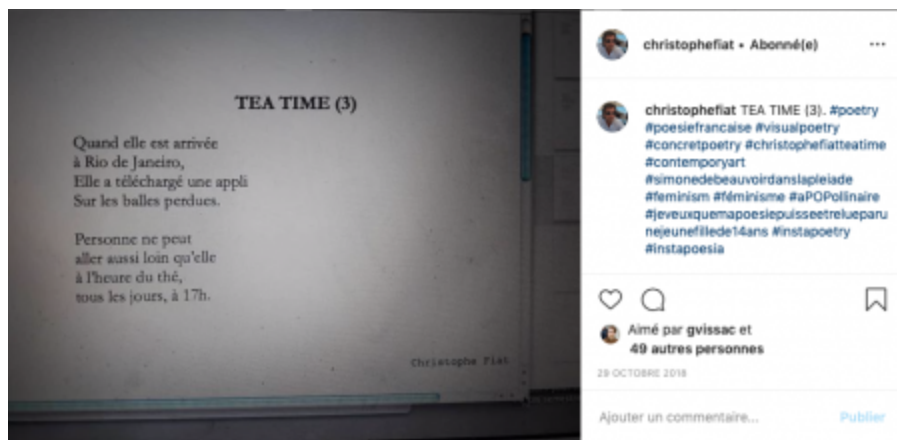 TEA TIME (3)
Quand elle est arrivée
à Rio de Janeiro,
Elle a téléchargé une appli
Sur les balles perdues.
Personne ne peut
aller aussi loin qu'elle
à l'heure du thé,
tous les jours, à 17h.
Christophe Fiat
christophefiat • Abonné(e)
christophefiat TEA TIME (3). #poetry
#poesiefrancaise #visualpoetry
#concretpoetry #christophefiatteatime
#contemporyart
#simonedebeauvoirdanslapleiade
#feminism #féminisme #aPOPollinaire
#jeveuxquemapoesiepuisseetrelueparu
nejeunefillede14ans #instapoetry
#instapoesia
Aimé par gvissac et
49 autres personnes
29 OCTOBRE 2018
Ajouter un commentaire... Publier